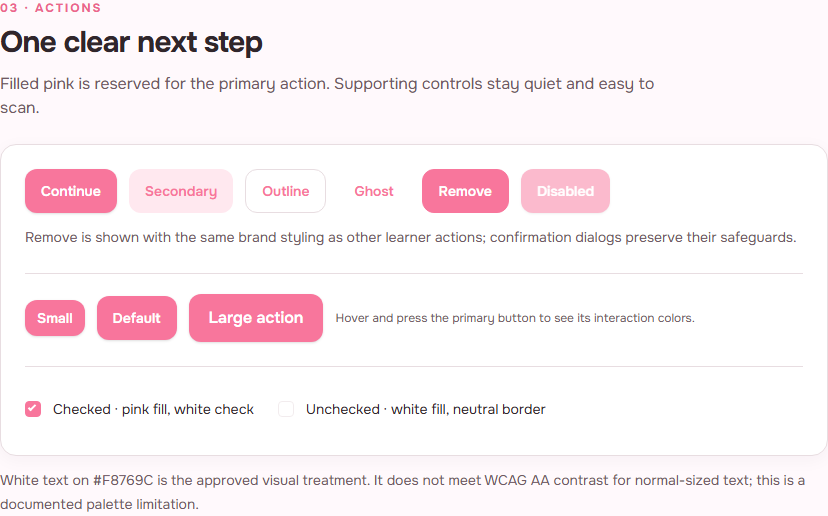 03 · ACTIONS
One clear next step
Filled pink is reserved for the primary action. Supporting controls stay quiet and easy to
scan.
Continue Secondary Outline Ghost Remove Disabled
Remove is shown with the same brand styling as other learner actions; confirmation dialogs preserve their safeguards.
Small Default Large action Hover and press the primary button to see its interaction colors.
Checked · pink fill, white check Unchecked · white fill, neutral border
White text on #F8769C is the approved visual treatment. It does not meet WCAG AA contrast for normal-sized text; this is a
documented palette limitation.